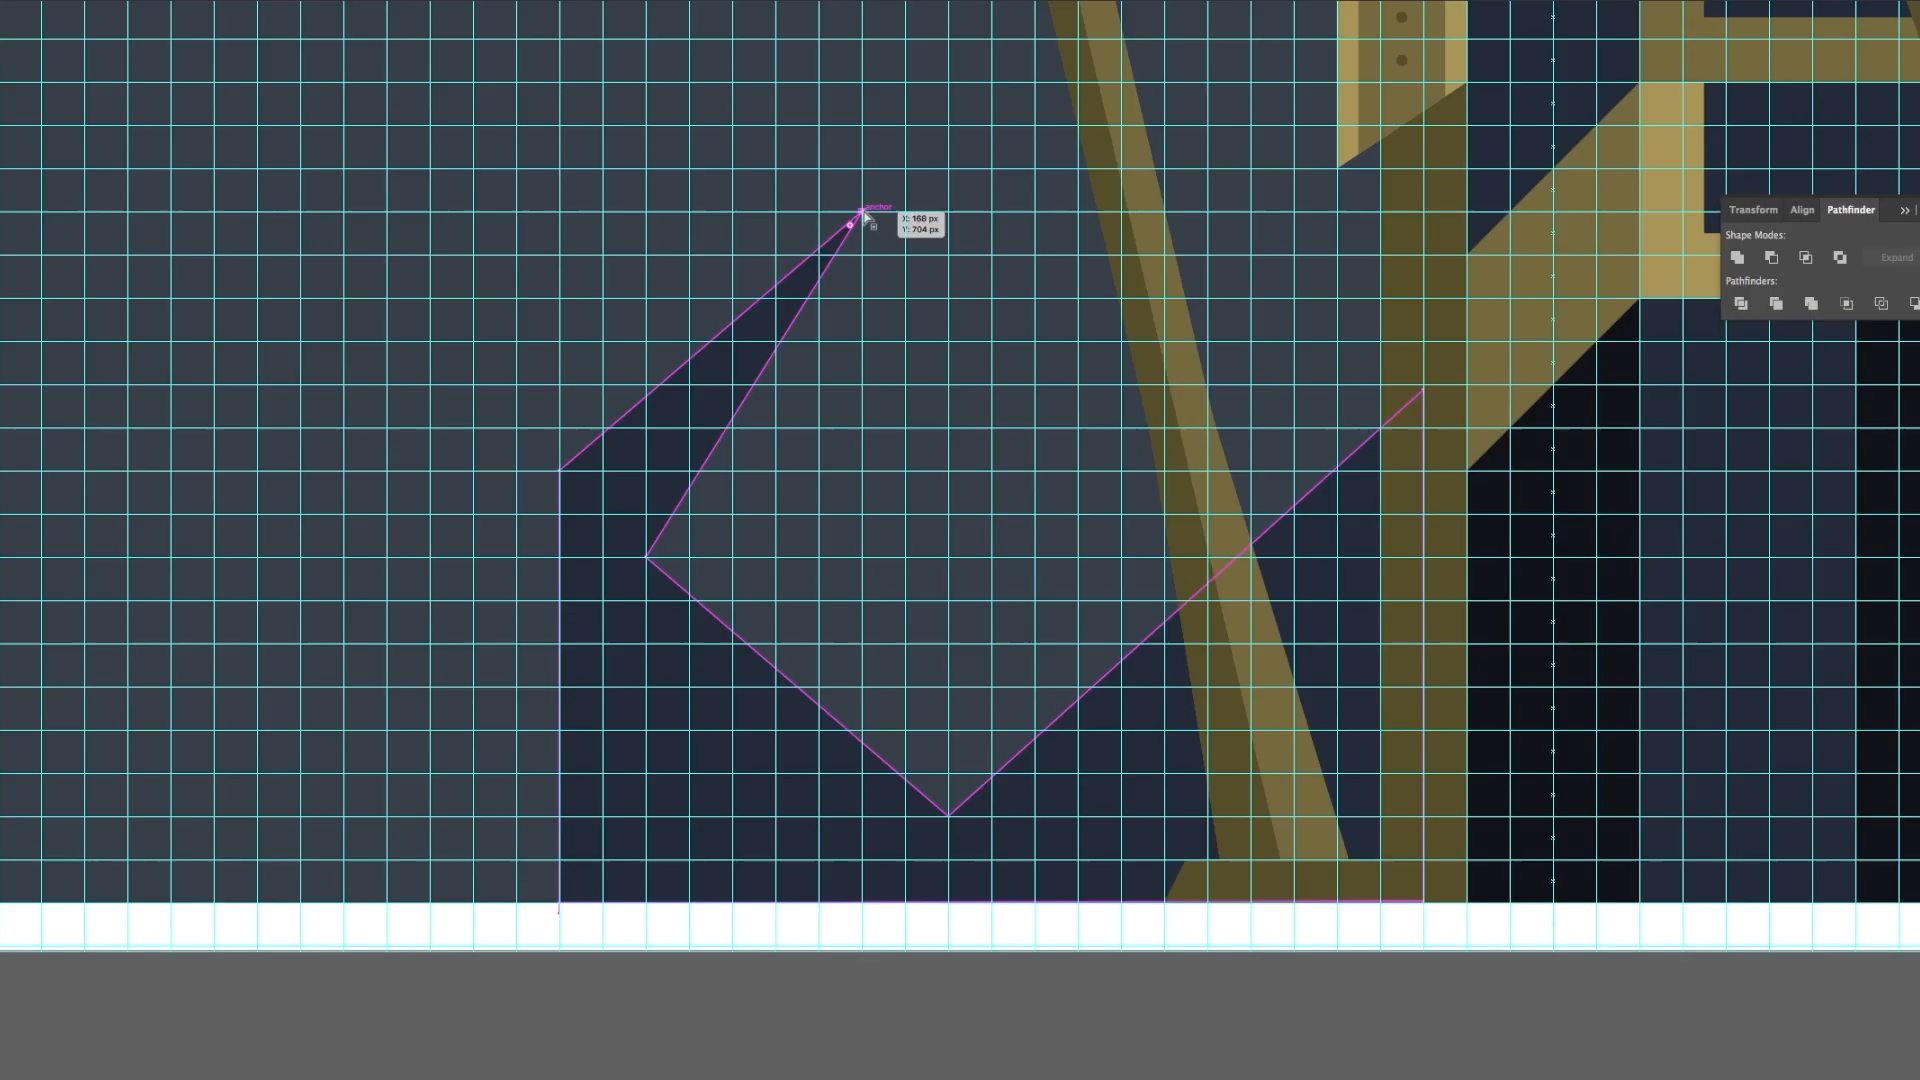 anchor
X: 168 px
Y: 704 px
Transform Align Pathfinder
Shape Modes:
Expand
Pathfinders: